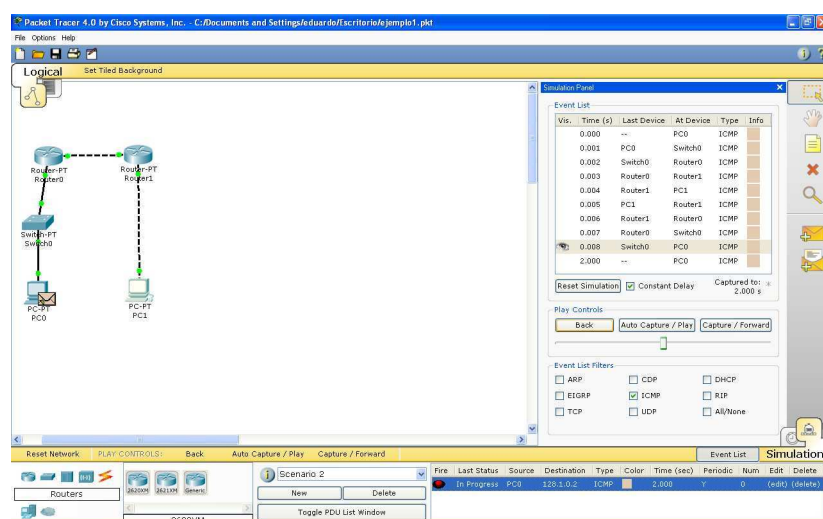 Packet Tracer 4.0 by Cisco Systems, Inc. - C:/Documents and Settings/eduardo/Escritorio/ejemplo1.pkt
File Options Help
Logical Set Tiled Background
Router-PT
Router0
Router-PT
Router1
Switch-PT
Switch0
PC-PT
PC0
PC-PT
PC1
Simulation Panel
Event List
Vis. Time (s) Last Device At Device Type Info
0.000 -- PC0 ICMP
0.001 PC0 Switch0 ICMP
0.002 Switch0 Router0 ICMP
0.003 Router0 Router1 ICMP
0.004 Router1 PC1 ICMP
0.005 PC1 Router1 ICMP
0.006 Router1 Router0 ICMP
0.007 Router0 Switch0 ICMP
0.008 Switch0 PC0 ICMP
2.000 -- PC0 ICMP
Reset Simulation Constant Delay Captured to:
2.000 s
Play Controls
Back Auto Capture / Play Capture / Forward
Event List Filters
ARP CDP DHCP
EIGRP ICMP RIP
TCP UDP All/None
Reset Network PLAY CONTROLS: Back Auto Capture / Play Capture / Forward Event List Simulation
Routers
2620XM 2621XM Generic
Scenario 2
New Delete
Toggle PDU List Window
Fire Last Status Source Destination Type Color Time (sec) Periodic Num Edit Delete
In Progress PC0 128.1.0.2 ICMP 2.000 Y 0 (edit) (delete)